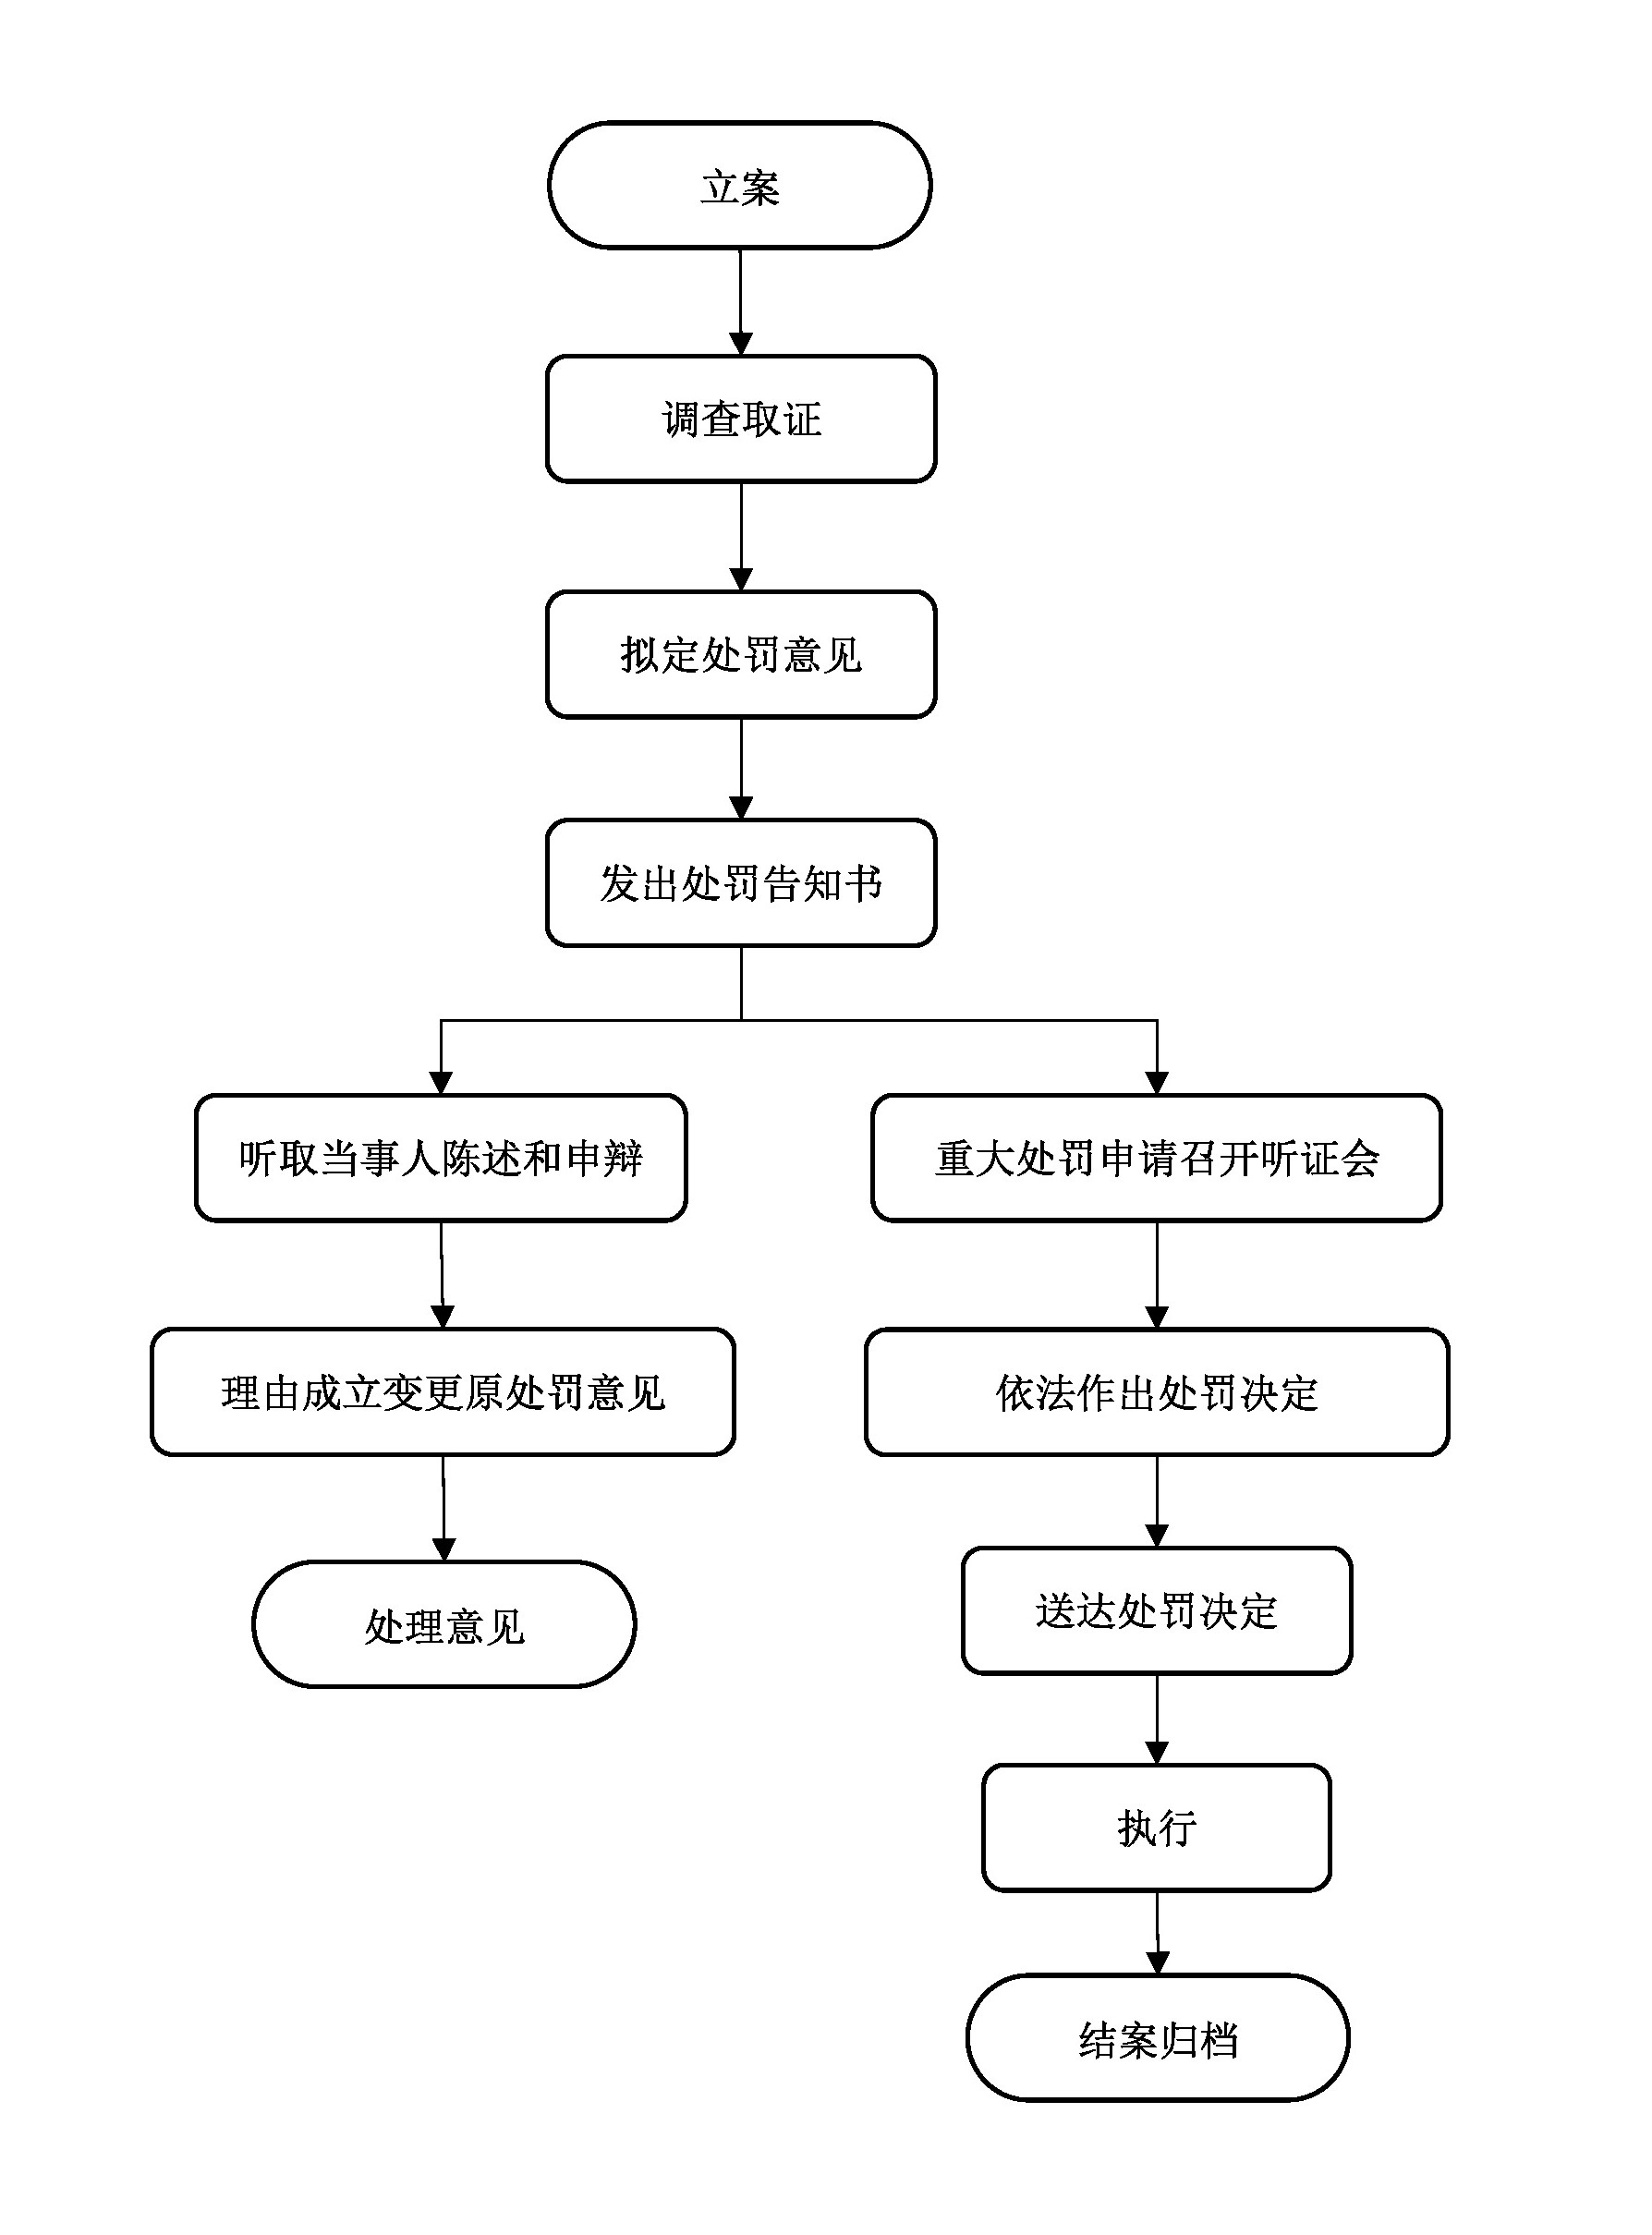 立案
调查取证
拟定处罚意见
发出处罚告知书
听取当事人陈述和申辩
重大处罚申请召开听证会
理由成立变更原处罚意见
依法作出处罚决定
处理意见
送达处罚决定
执行
结案归档